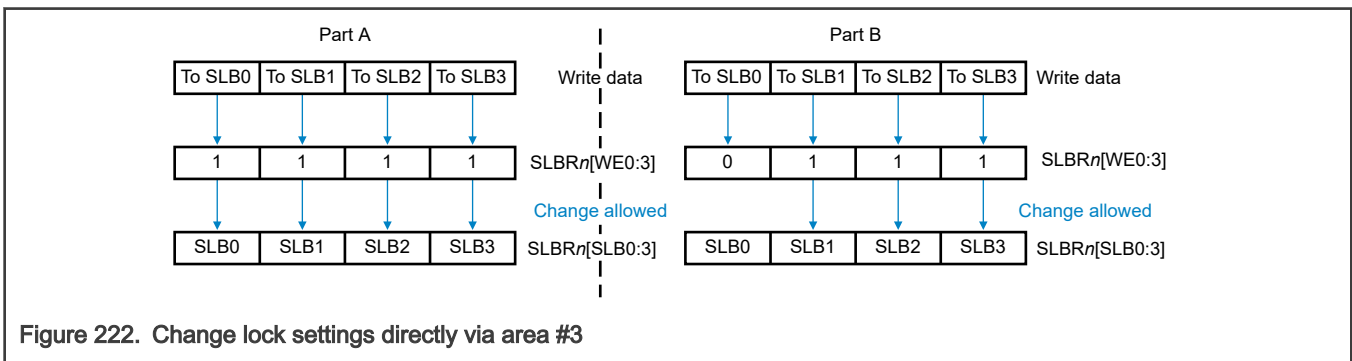 Part A
Part B
To SLB0 To SLB1 To SLB2 To SLB3 Write data
To SLB0 To SLB1 To SLB2 To SLB3 Write data
1 1 1 1 SLBRn[WE0:3]
0 1 1 1 SLBRn[WE0:3]
Change allowed
Change allowed
SLB0 SLB1 SLB2 SLB3 SLBRn[SLB0:3]
SLB0 SLB1 SLB2 SLB3 SLBRn[SLB0:3]
Figure 222. Change lock settings directly via area #3